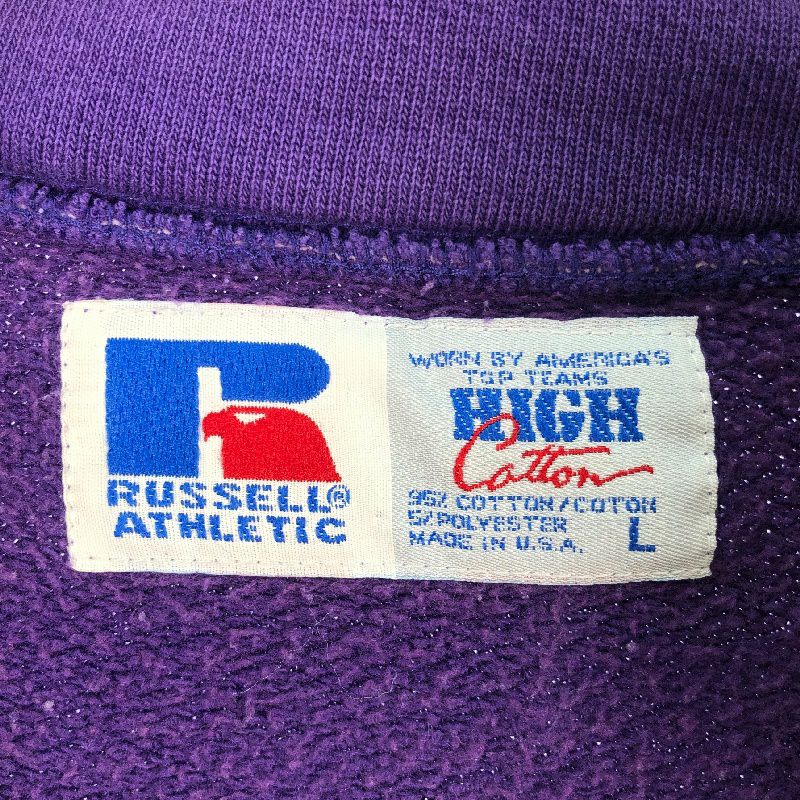 RUSSELL®
ATHLETIC
WORN BY AMERICA'S
TOP TEAMS
HIGH
Cotton
95% COTTON/COTON
5% POLYESTER
MADE IN U.S.A.
L